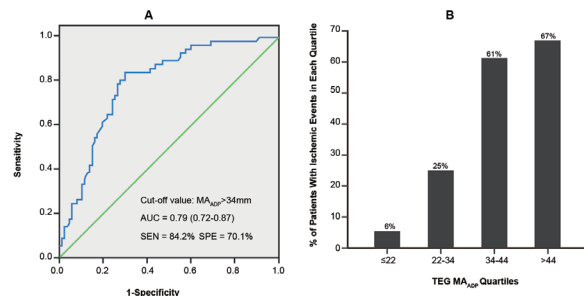 A
Sensitivity
1.0
0.8
0.6
0.4
0.2
0.0
Cut-off value: MA_ADP>34mm
AUC = 0.79 (0.72-0.87)
SEN = 84.2% SPE = 70.1%
0.0 0.2 0.4 0.6 0.8 1.0
1-Specificity
B
% of Patients With Ischemic Events in Each Quartile
70
60
50
40
30
20
10
0
6%
25%
61%
67%
≤22 22-34 34-44 >44
TEG MA_ADP Quartiles